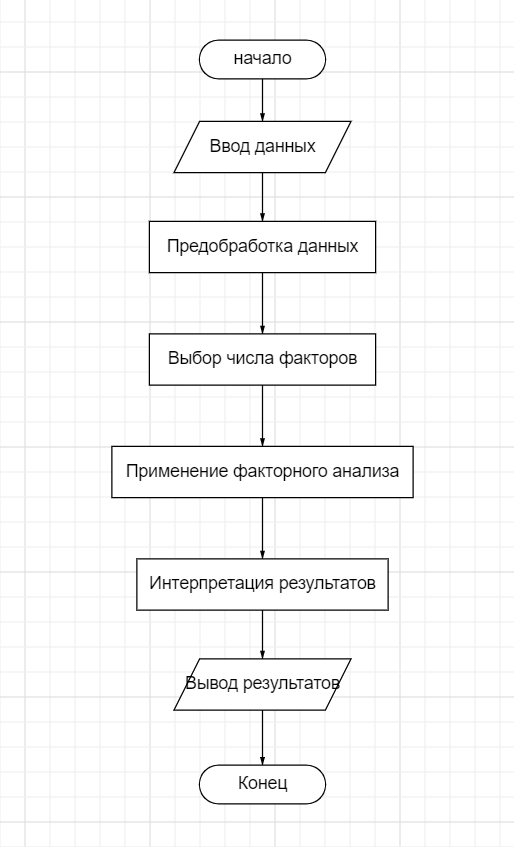 начало
Ввод данных
Предобработка данных
Выбор числа факторов
Применение факторного анализа
Интерпретация результатов
Вывод результатов
Конец